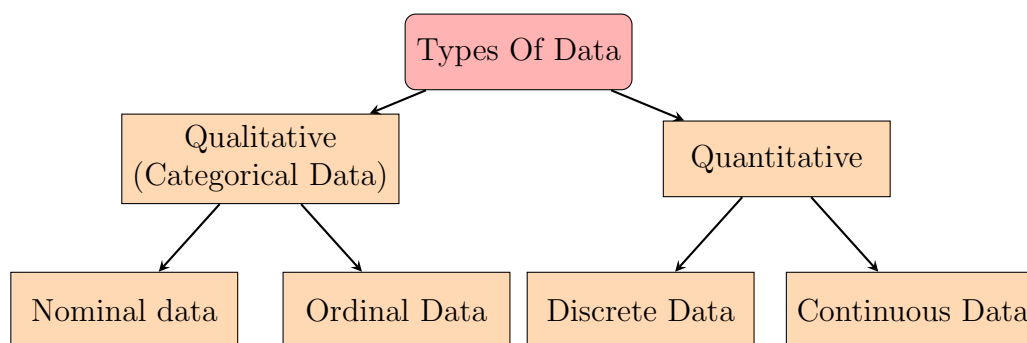 Types Of Data
Qualitative
(Categorical Data)
Quantitative
Nominal data
Ordinal Data
Discrete Data
Continuous Data